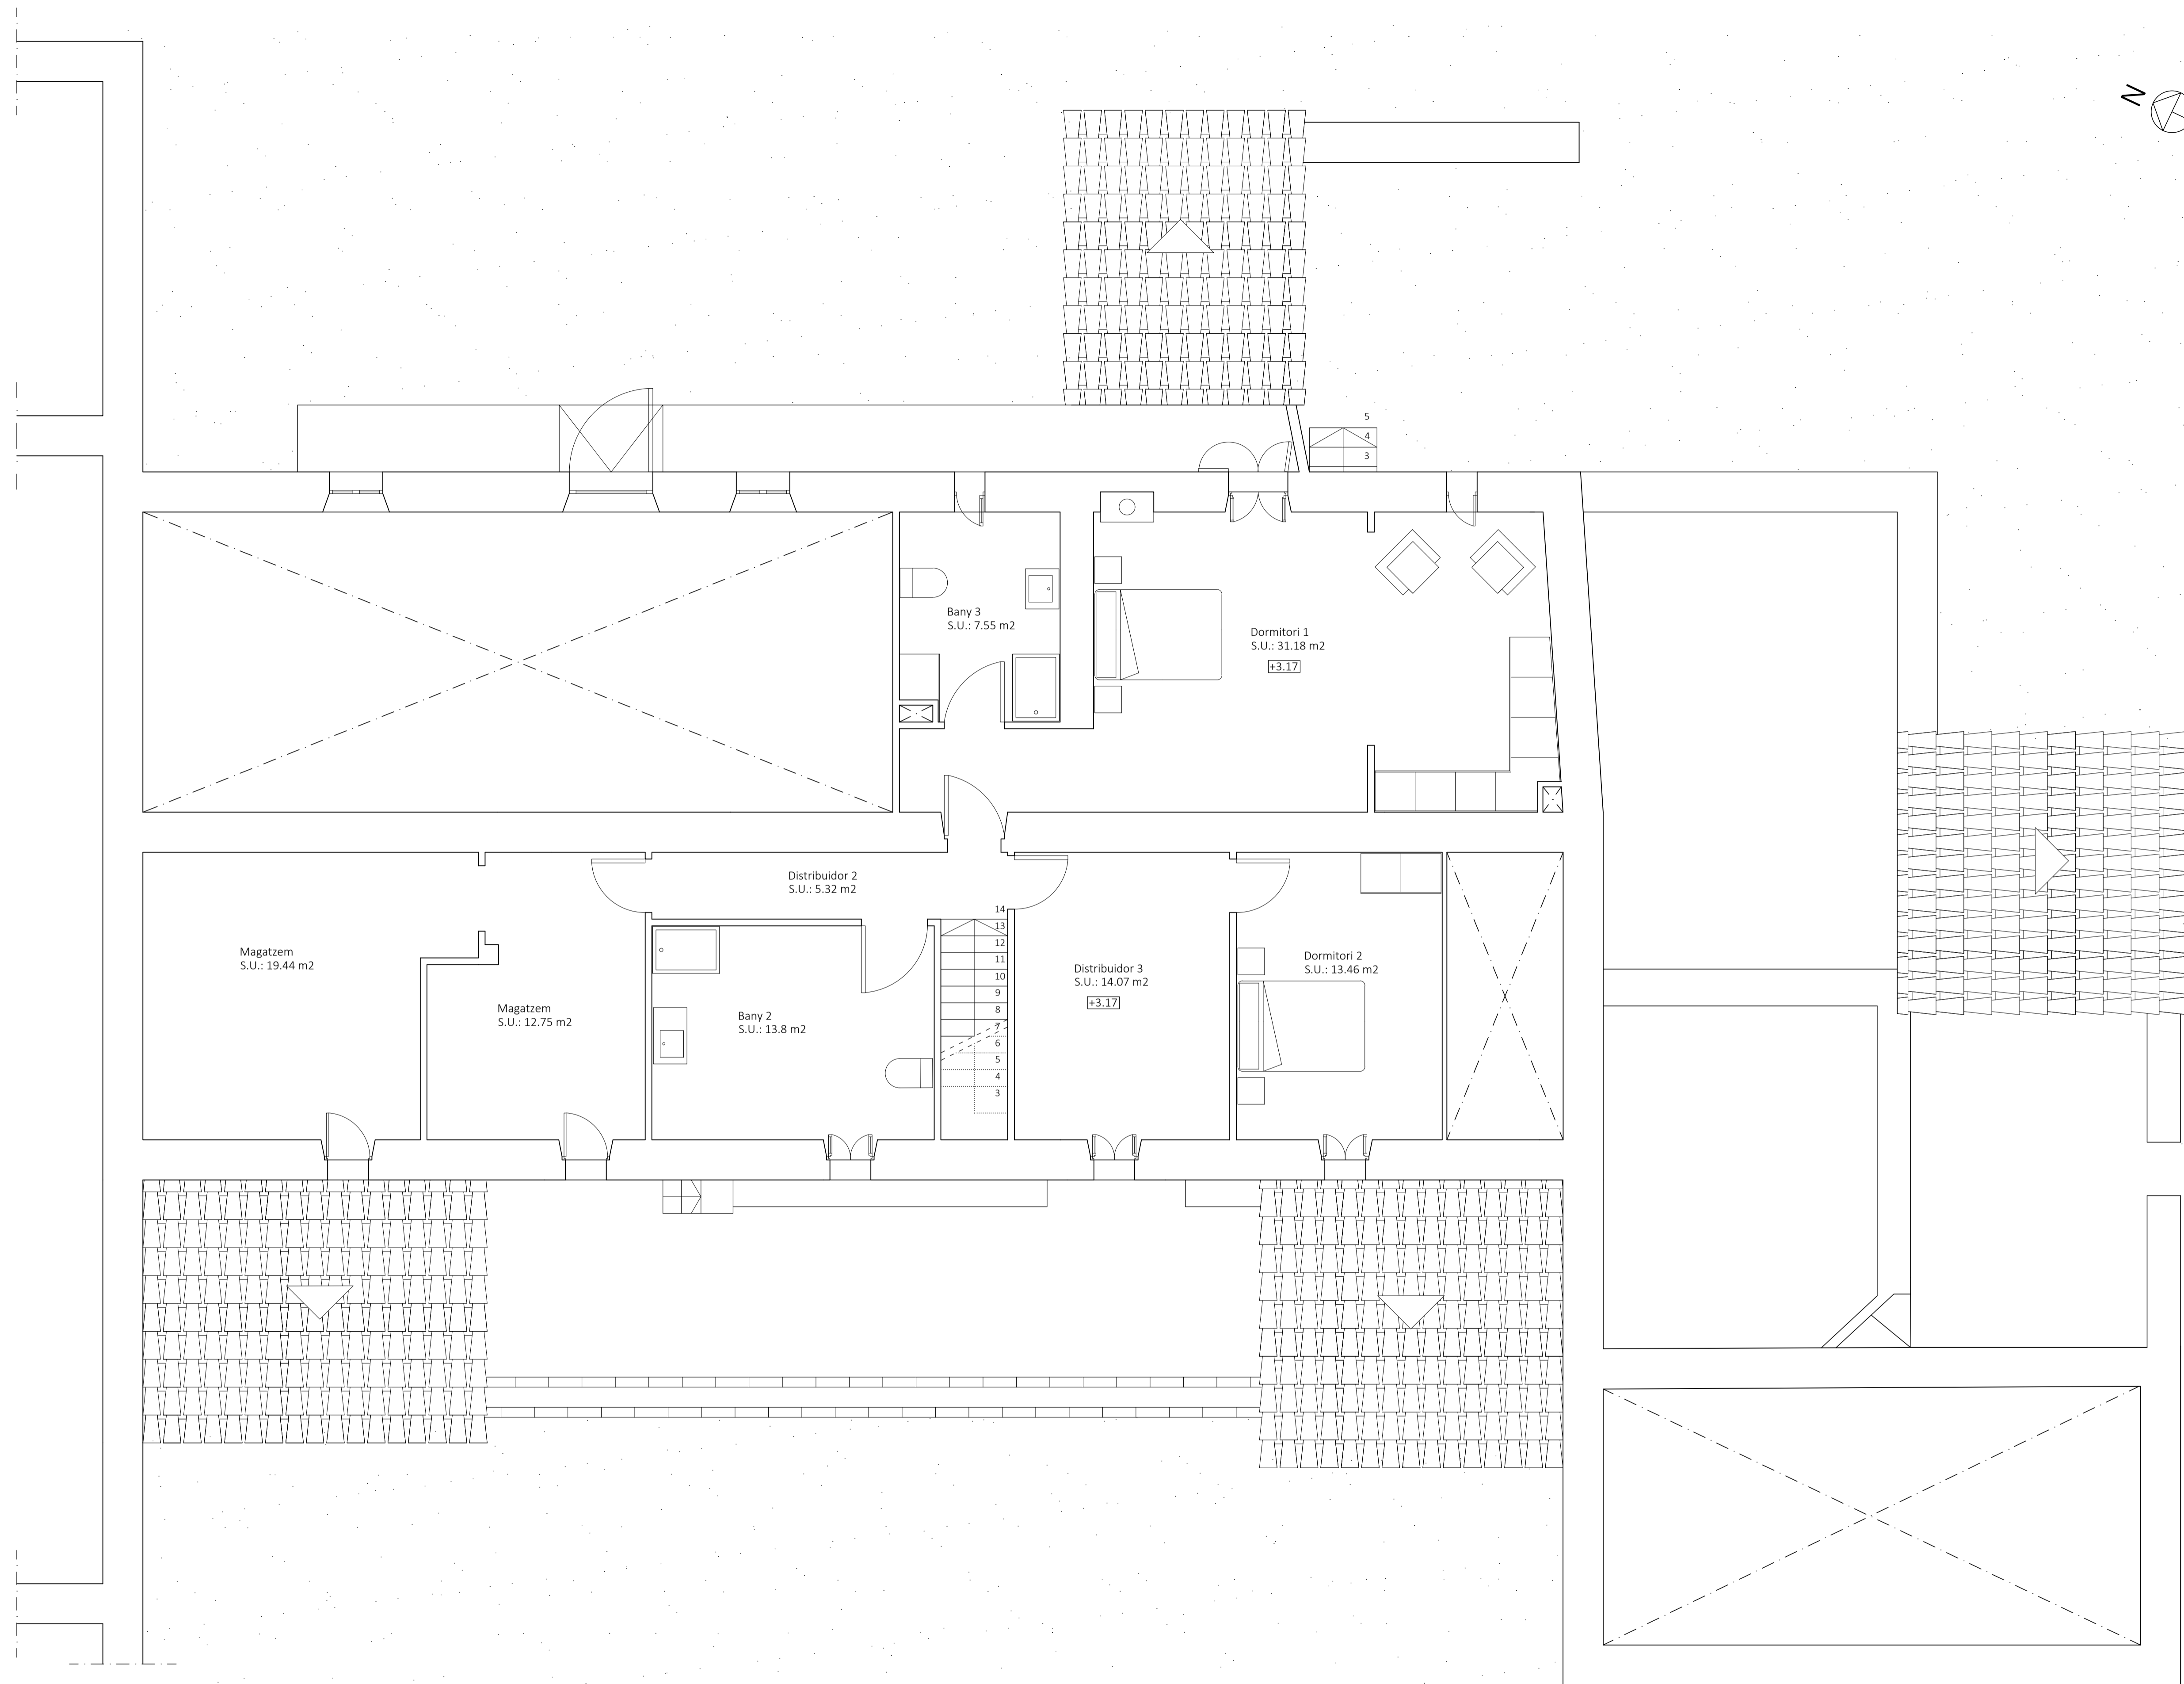 N
5
4
3
Bany 3
S.U.: 7.55 m2
Dormitori 1
S.U.: 31.18 m2
+3.17
Distribuidor 2
S.U.: 5.32 m2
14
13
12
11
10
9
8
7
6
5
4
3
Magatzem
S.U.: 19.44 m2
Magatzem
S.U.: 12.75 m2
Bany 2
S.U.: 13.8 m2
Distribuidor 3
S.U.: 14.07 m2
+3.17
Dormitori 2
S.U.: 13.46 m2